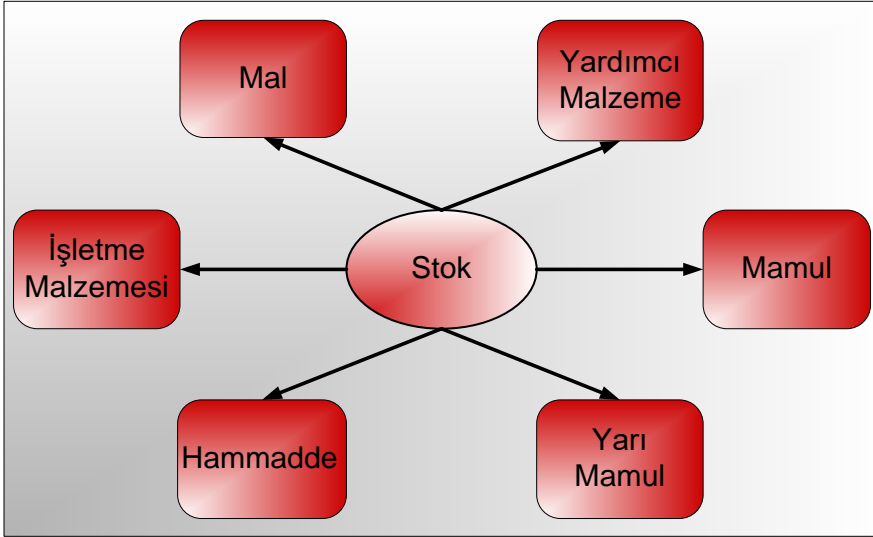 Mal
Yardımcı
Malzeme
İşletme
Malzemesi
Stok
Mamul
Hammadde
Yarı
Mamul